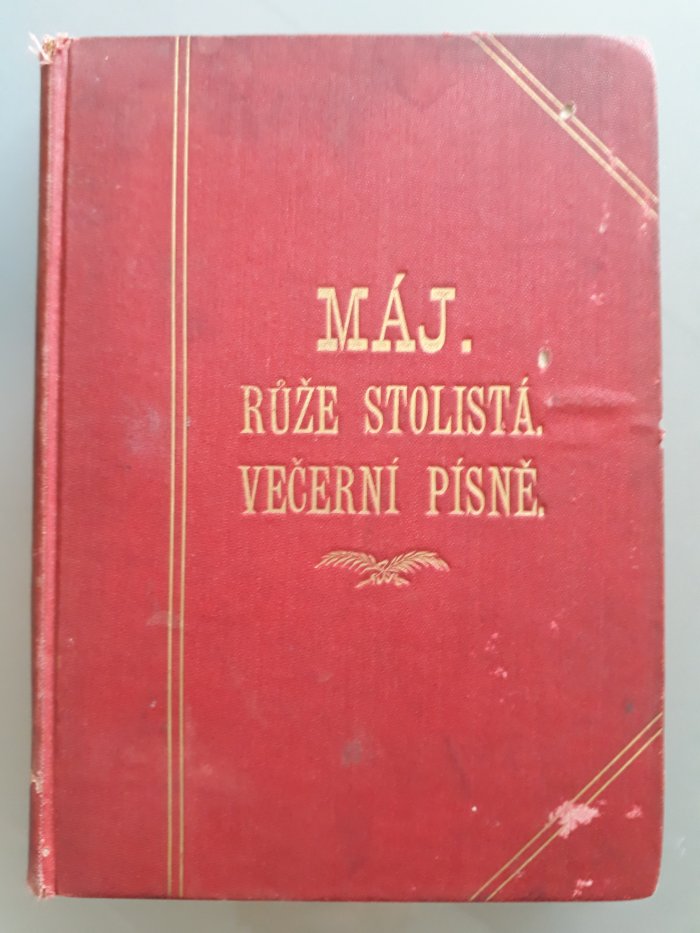 MÁJ.
RŮŽE STOLISTÁ.
VEČERNÍ PÍSNĚ.